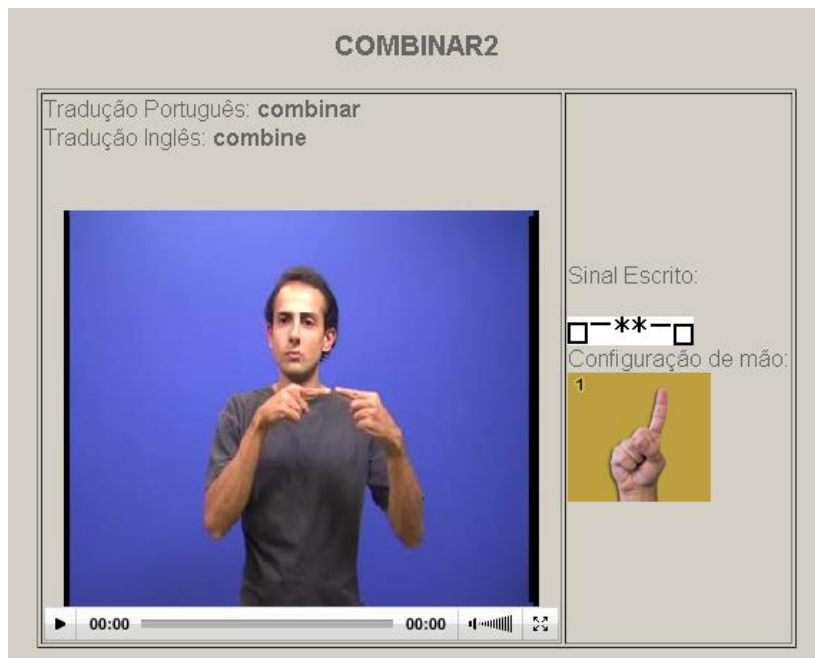 COMBINAR2
Tradução Português: combinar
Tradução Inglês: combine
00:00 00:00
Sinal Escrito:
Configuração de mão:
1